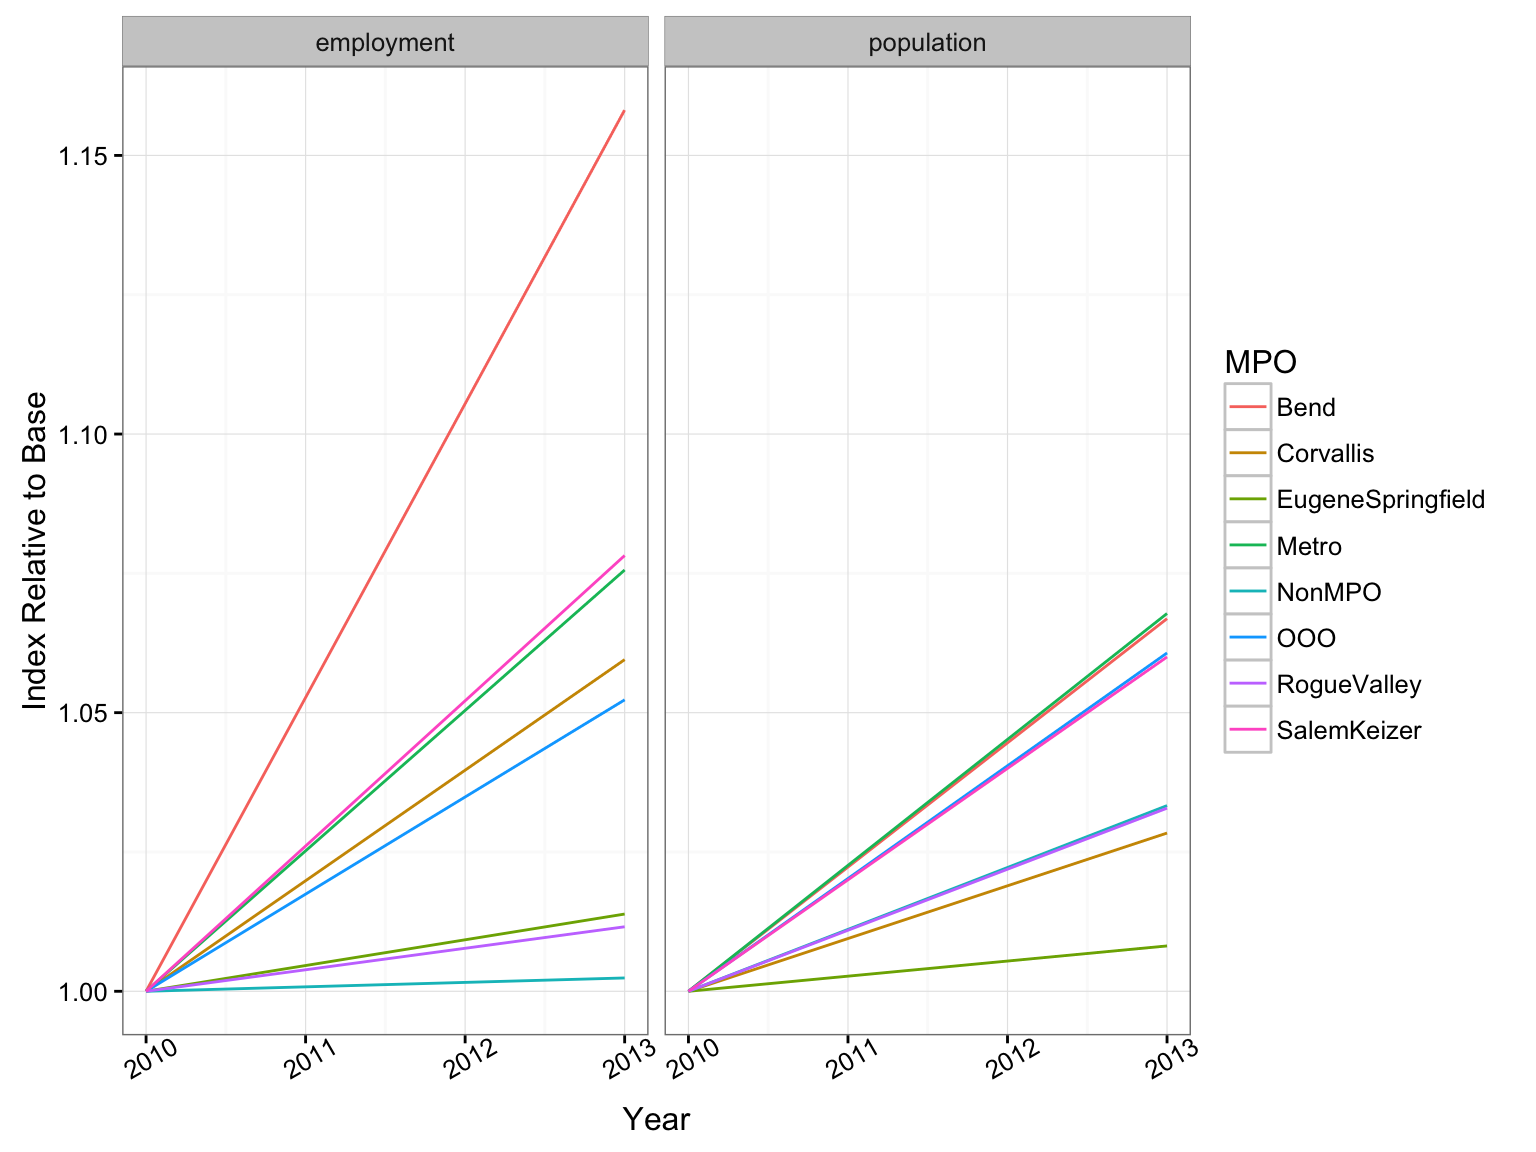 employment
population
Index Relative to Base
1.15
1.10
1.05
1.00
2010 2011 2012 2013
2010 2011 2012 2013
Year
MPO
Bend
Corvallis
EugeneSpringfield
Metro
NonMPO
OOO
RogueValley
SalemKeizer